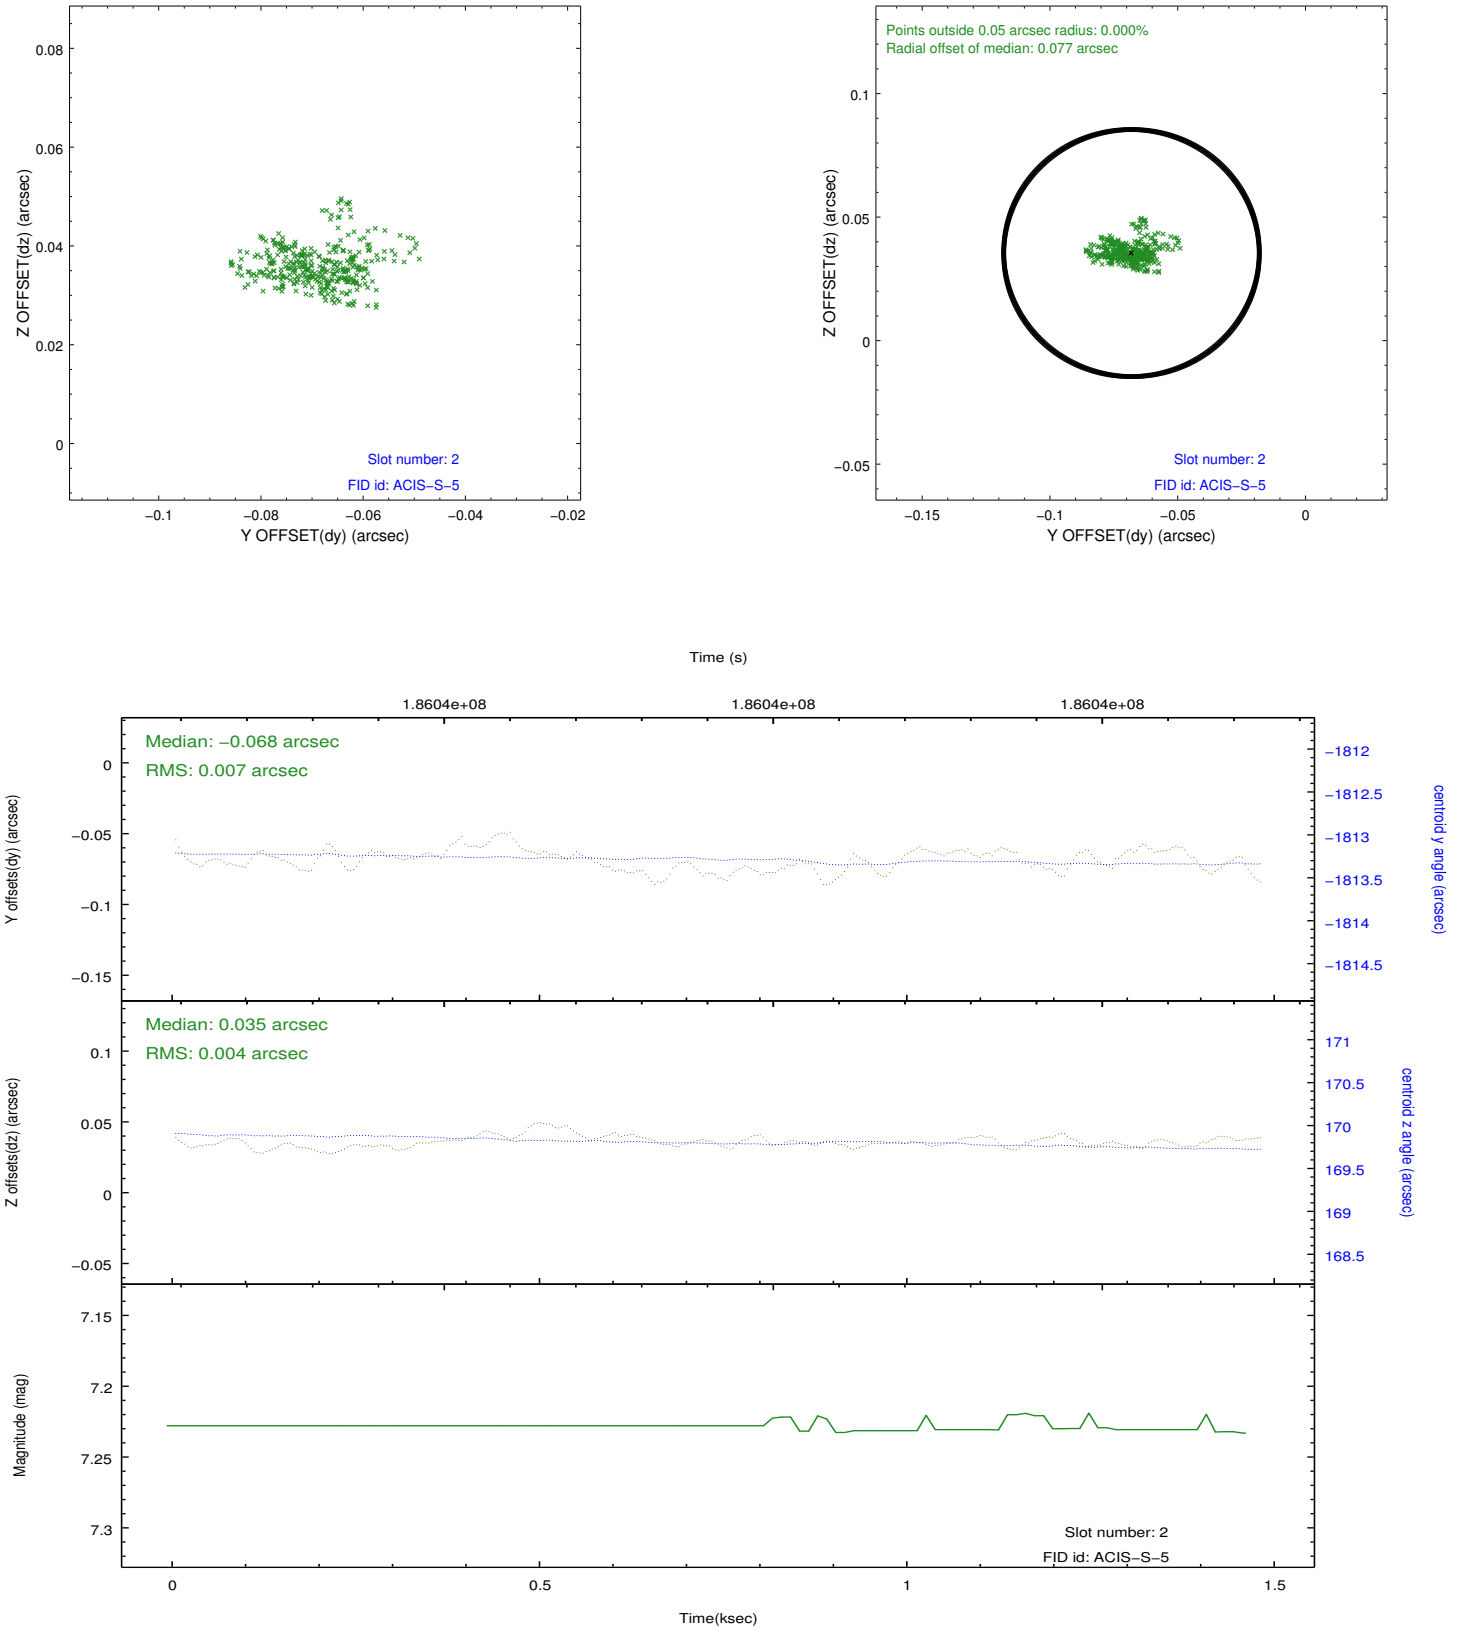 0.08
0.06
0.04
0.02
0
Z OFFSET(dz) (arcsec)
Slot number: 2
FID id: ACIS−S−5
−0.1
−0.08
−0.06
−0.04
−0.02
Y OFFSET(dy) (arcsec)
Points outside 0.05 arcsec radius: 0.000%
Radial offset of median: 0.077 arcsec
0.1
0.05
0
−0.05
Z OFFSET(dz) (arcsec)
Slot number: 2
FID id: ACIS−S−5
−0.15
−0.1
−0.05
0
Y OFFSET(dy) (arcsec)
Time (s)
1.8604e+08
1.8604e+08
1.8604e+08
Median: −0.068 arcsec
RMS: 0.007 arcsec
0
−0.05
−0.1
−0.15
Y offsets(dy) (arcsec)
−1812
−1812.5
−1813
−1813.5
−1814
−1814.5
centroid y angle (arcsec)
Median: 0.035 arcsec
RMS: 0.004 arcsec
0.1
0.05
0
−0.05
Z offsets(dz) (arcsec)
171
170.5
170
169.5
169
168.5
centroid z angle (arcsec)
7.15
7.2
7.25
7.3
Magnitude (mag)
Slot number: 2
FID id: ACIS−S−5
0
0.5
1
1.5
Time(ksec)